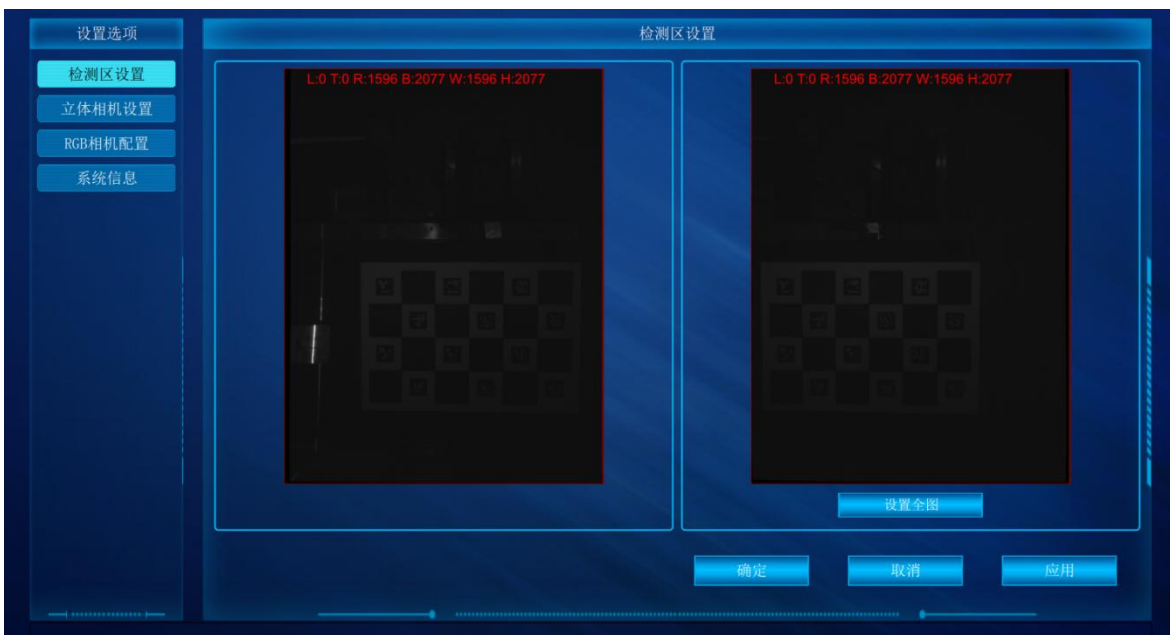 设置选项
检测区设置
立体相机设置
RGB相机配置
系统信息
检测区设置
L:0 T:0 R:1596 B:2077 W:1596 H:2077
L:0 T:0 R:1596 B:2077 W:1596 H:2077
设置全图
确定
取消
应用